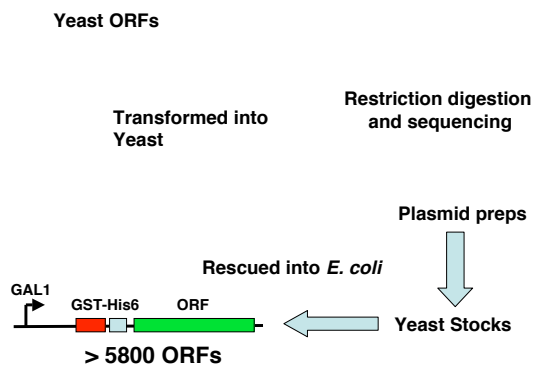 Yeast ORFs
Transformed into
Yeast
Restriction digestion
and sequencing
Plasmid preps
Rescued into E. coli
GAL1
GST-His6
ORF
Yeast Stocks
> 5800 ORFs